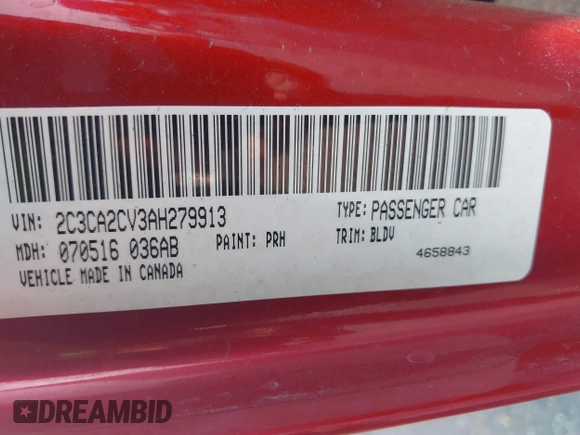 VIN: 2C3CA2CV3AH279913 TYPE: PASSENGER CAR
MDH: 070516 036AB PAINT: PRH TRIM: BLDV
VEHICLE MADE IN CANADA 4658843
DREAMBID